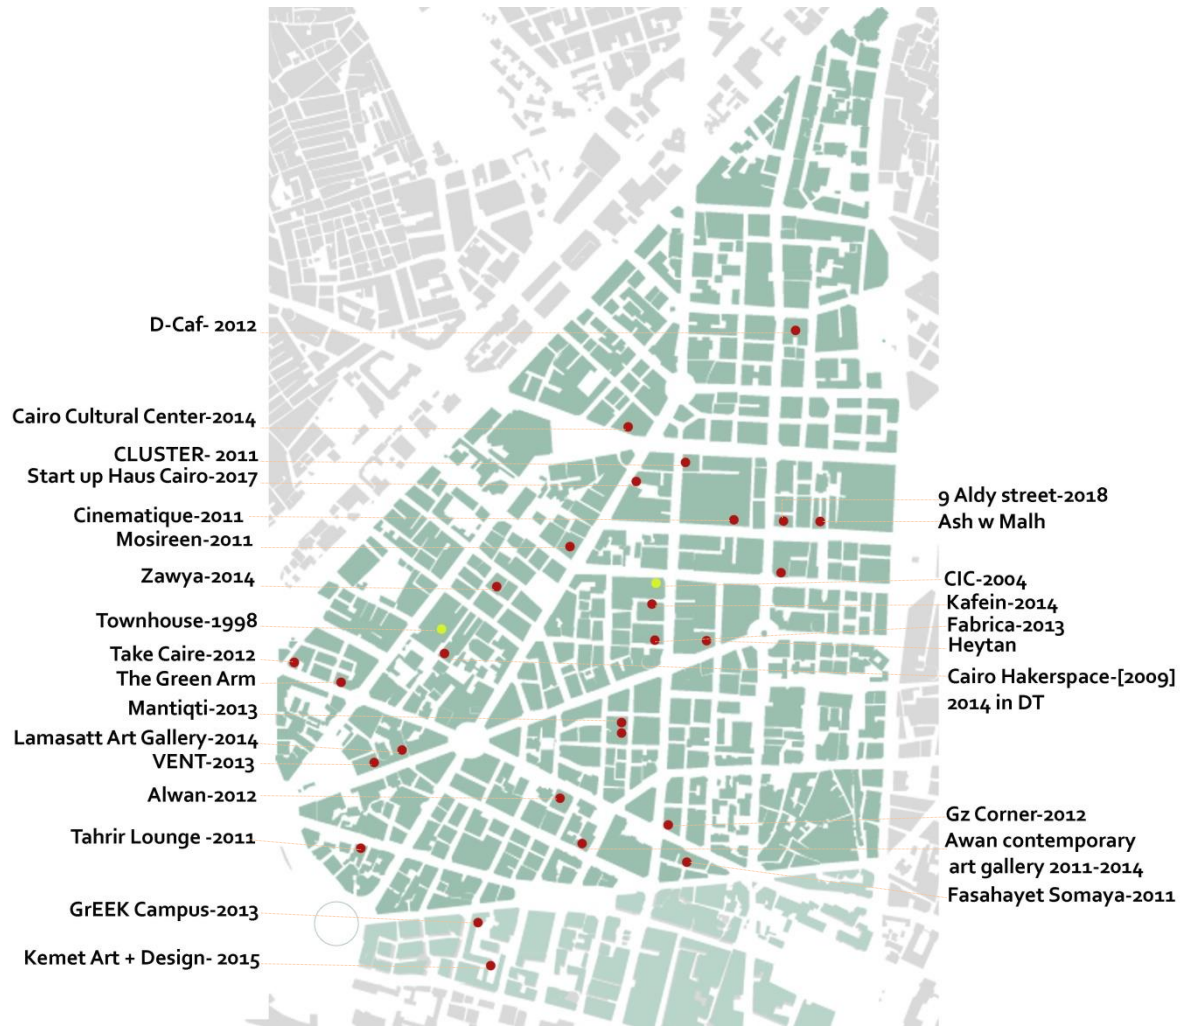 D-Caf- 2012
Cairo Cultural Center-2014
CLUSTER- 2011
Start up Haus Cairo-2017
Cinematique-2011
Mosireen-2011
Zawya-2014
Townhouse-1998
Take Caire-2012
The Green Arm
Mantiqti-2013
Lamasatt Art Gallery-2014
VENT-2013
Alwan-2012
Tahrir Lounge -2011
GrEEK Campus-2013
Kemet Art + Design- 2015
9 Aldy street-2018
Ash w Malh
CIC-2004
Kafein-2014
Fabrica-2013
Heytan
Cairo Hakerspace-[2009]
2014 in DT
Gz Corner-2012
Awan contemporary
art gallery 2011-2014
Fasahayet Somaya-2011